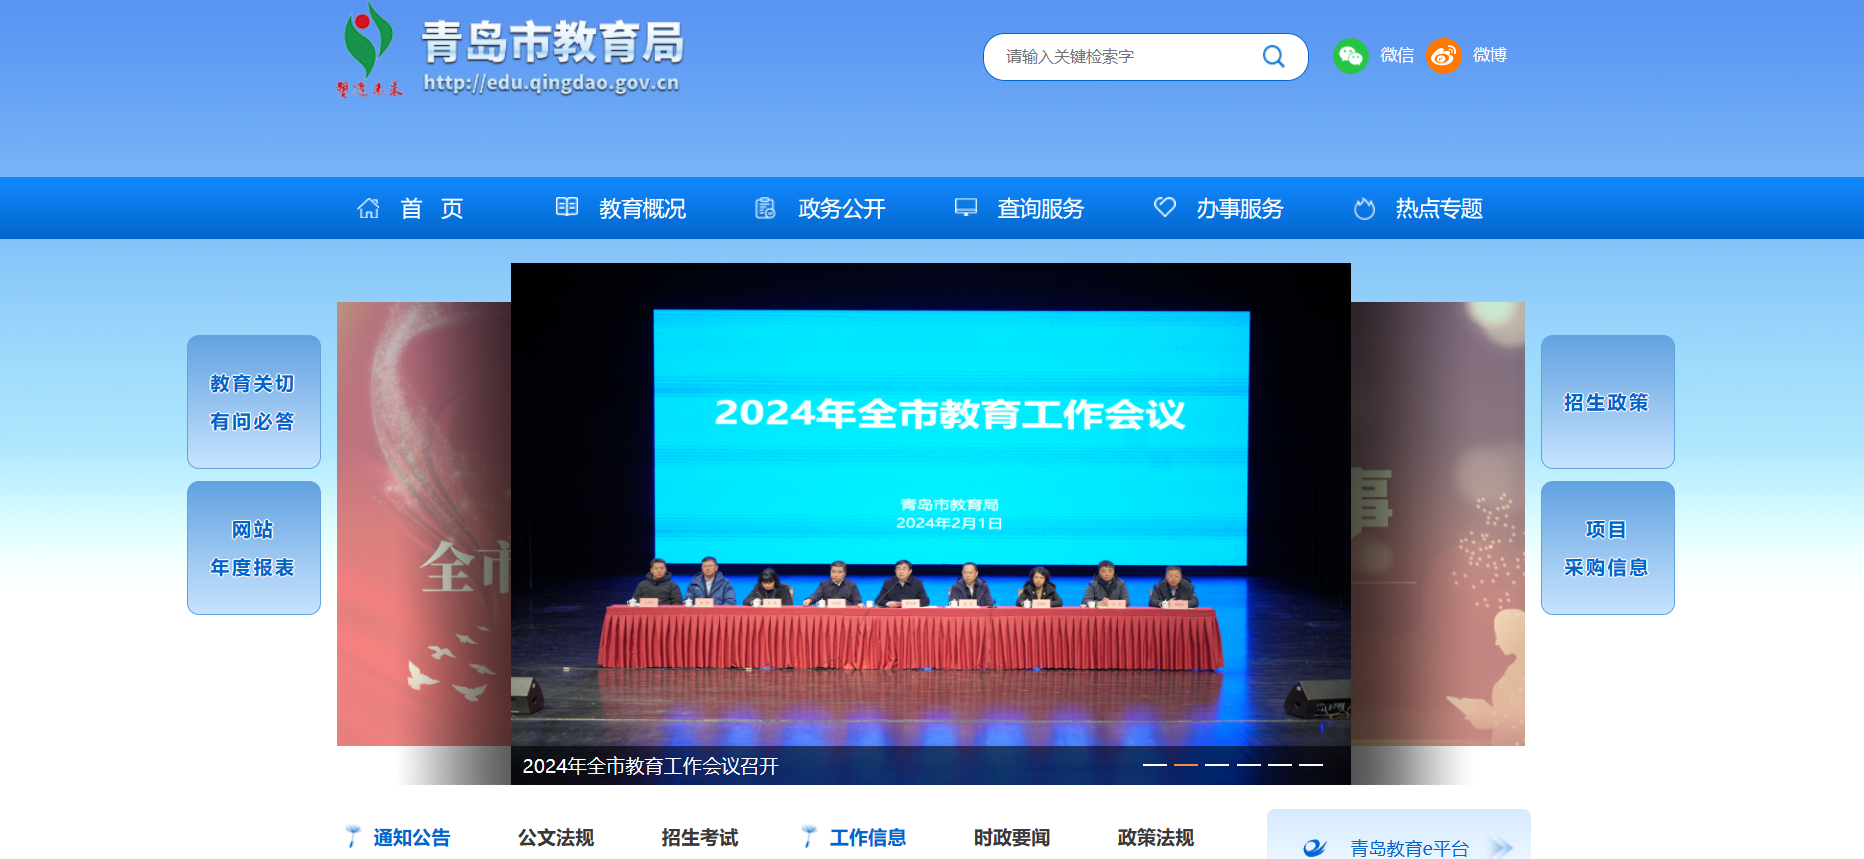 青岛市教育局
http://edu.qingdao.gov.cn
塑造未来
请输入关键检索字
微信
微博
首 页
教育概况
政务公开
查询服务
办事服务
热点专题
教育关切
有问必答
网站
年度报表
全市
2024年全市教育工作会议
青岛市教育局
2024年2月1日
事
招生政策
项目
采购信息
2024年全市教育工作会议召开
通知公告
公文法规
招生考试
工作信息
时政要闻
政策法规
青岛教育e平台